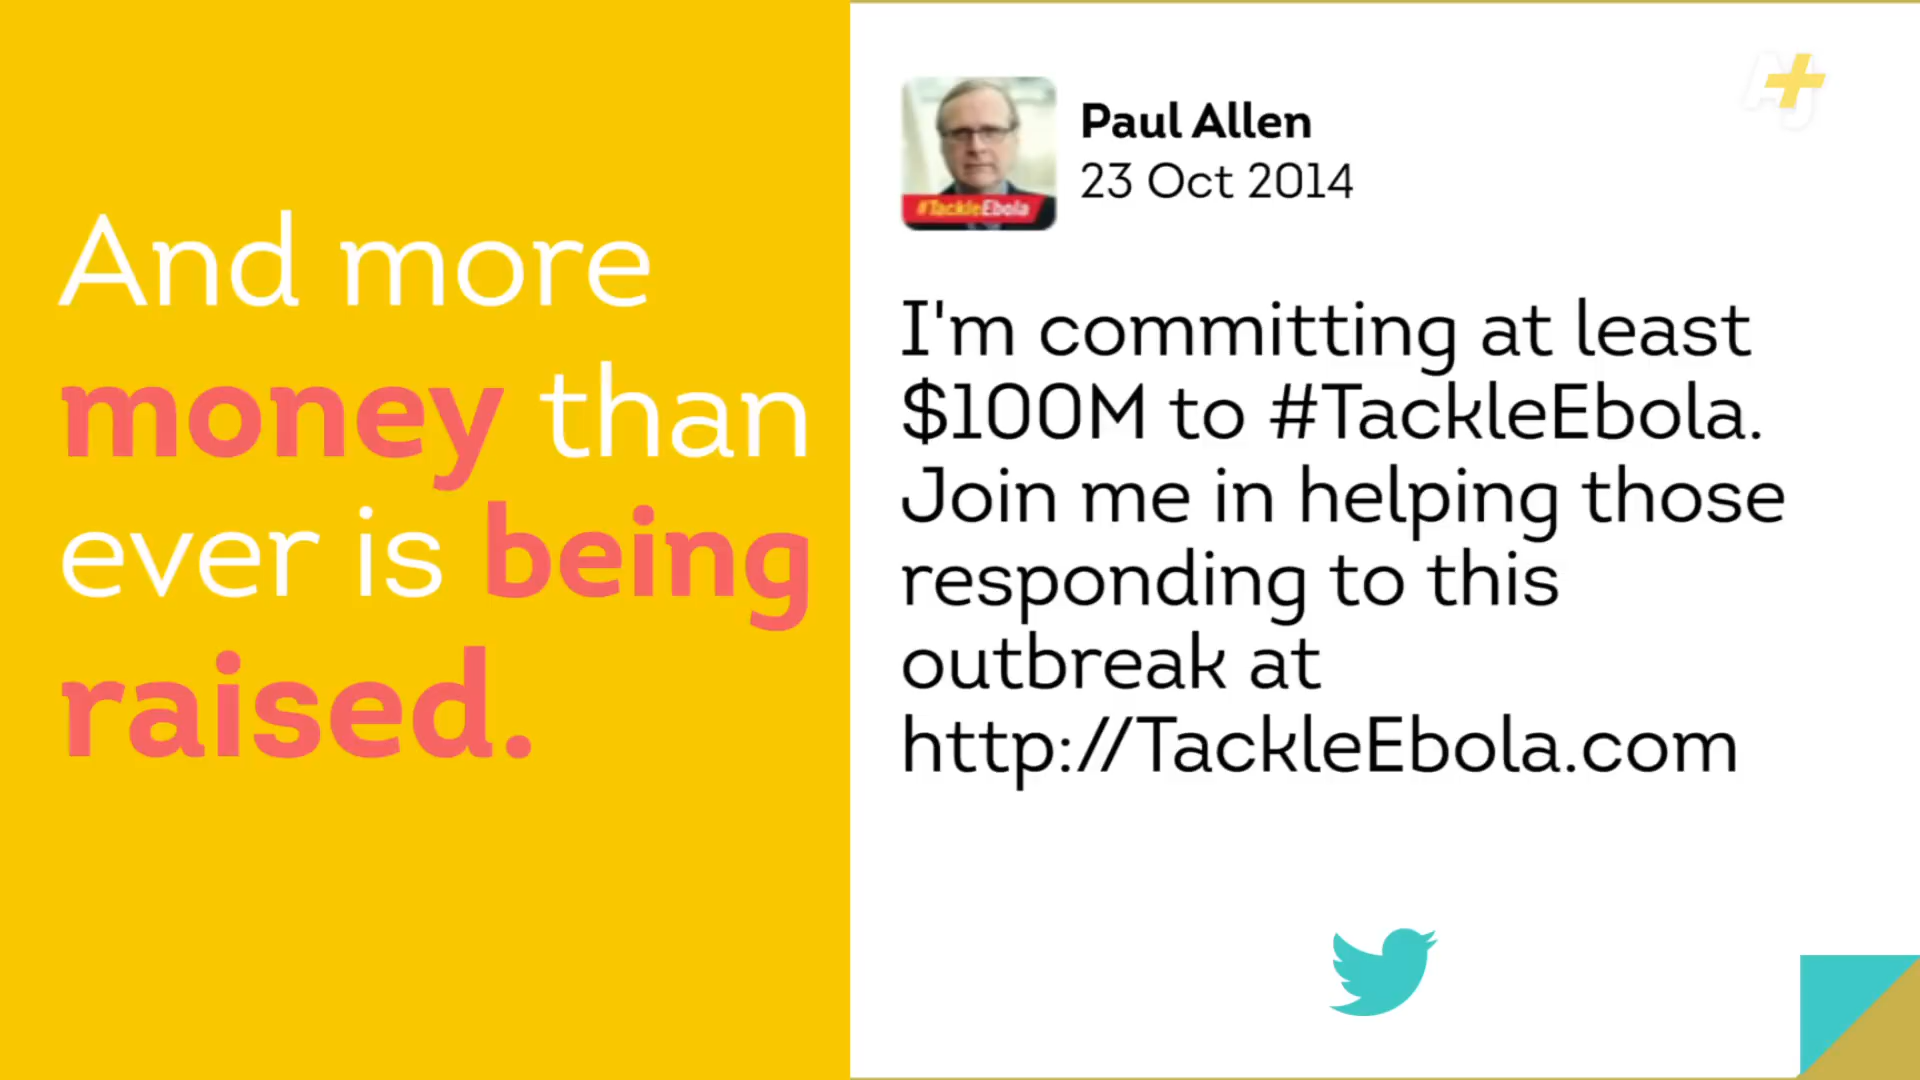 And more
money than
ever is being
raised.
AJ+
Paul Allen
23 Oct 2014
#TackleEbola
I'm committing at least
$100M to #TackleEbola.
Join me in helping those
responding to this
outbreak at
http://TackleEbola.com